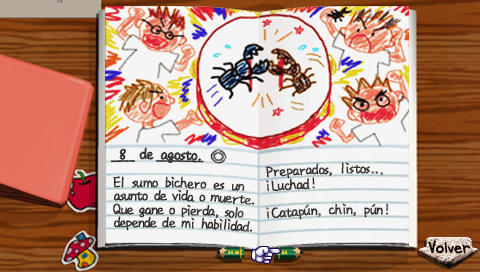 8 de agosto.
El sumo bichero es un
asunto de vida o muerte.
Que gane o pierda, solo
depende de mi habilidad.
Preparados, listos...
¡Luchad!
¡Catapún, chin, pún!
Volver